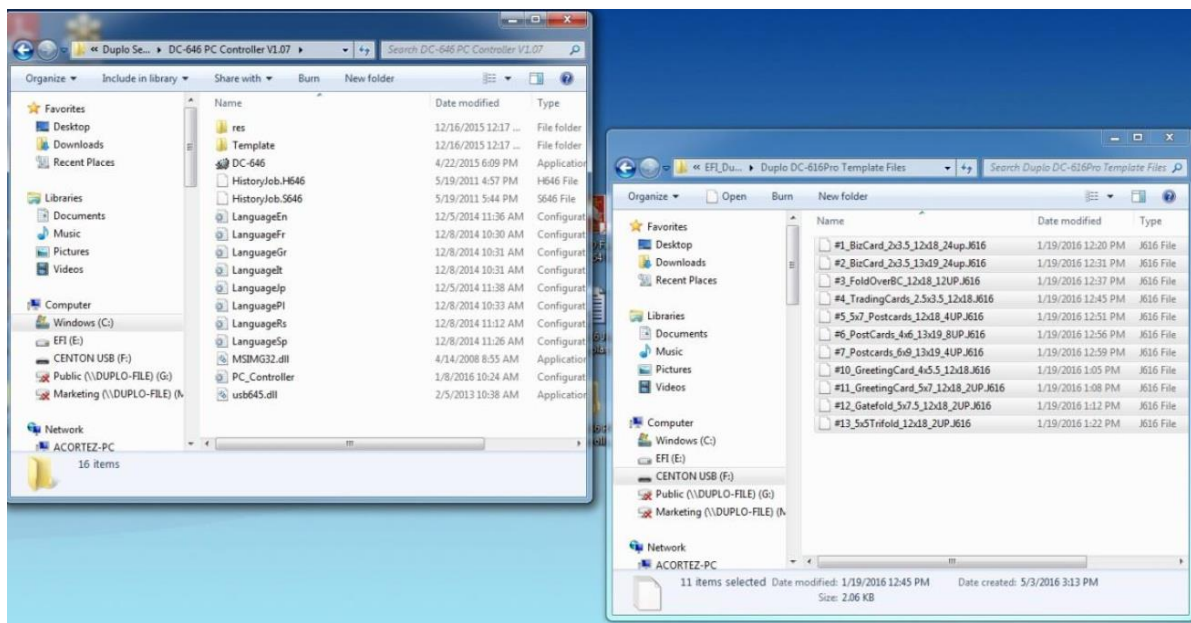 « Duplo Se... ▸ DC-646 PC Controller V1.07 ▸
Search DC-646 PC Controller V1.07
Organize ▾ Include in library ▾ Share with ▾ Burn New folder
Favorites
Desktop
Downloads
Recent Places
Libraries
Documents
Music
Pictures
Videos
Computer
Windows (C:)
EFI (E:)
CENTON USB (F:)
Public (\\DUPLO-FILE) (G:)
Marketing (\\DUPLO-FILE) (N
Network
ACORTEZ-PC
Name Date modified Type
res 12/16/2015 12:17 ... File folder
Template 12/16/2015 12:17 ... File folder
DC-646 4/22/2015 6:09 PM Application
HistoryJob.H646 5/19/2011 4:57 PM H646 File
HistoryJob.S646 5/19/2011 5:44 PM S646 File
LanguageEn 12/5/2014 11:36 AM Configurat
LanguageFr 12/8/2014 10:30 AM Configurat
LanguageGr 12/8/2014 10:31 AM Configurat
LanguageIt 12/8/2014 10:31 AM Configurat
LanguageJp 12/5/2014 11:38 AM Configurat
LanguagePl 12/8/2014 10:33 AM Configurat
LanguageRs 12/8/2014 11:12 AM Configurat
LanguageSp 12/8/2014 11:26 AM Configurat
MSIMG32.dll 4/14/2008 8:55 AM Application
PC_Controller 1/8/2016 10:24 AM Configurat
usb645.dll 2/5/2013 10:38 AM Application
16 items
« EFI_Du... ▸ Duplo DC-616Pro Template Files
Search Duplo DC-616Pro Template Files
Organize ▾ Open Burn New folder
Favorites
Desktop
Downloads
Recent Places
Libraries
Documents
Music
Pictures
Videos
Computer
Windows (C:)
EFI (E:)
CENTON USB (F:)
Public (\\DUPLO-FILE) (G:)
Marketing (\\DUPLO-FILE) (N
Network
ACORTEZ-PC
Name Date modified Type
#1_BizCard_2x3.5_12x18_24up.J616 1/19/2016 12:20 PM J616 File
#2_BizCard_2x3.5_13x19_24up.J616 1/19/2016 12:31 PM J616 File
#3_FoldOverBC_12x18_12UP.J616 1/19/2016 12:37 PM J616 File
#4_TradingCards_2.5x3.5_12x18.J616 1/19/2016 12:45 PM J616 File
#5_5x7_Postcards_12x18_4UP.J616 1/19/2016 12:51 PM J616 File
#6_PostCards_4x6_13x19_8UP.J616 1/19/2016 12:56 PM J616 File
#7_Postcards_6x9_13x19_4UP.J616 1/19/2016 12:59 PM J616 File
#10_GreetingCard_4x5.5_12x18.J616 1/19/2016 1:05 PM J616 File
#11_GreetingCard_5x7_12x18_2UP.J616 1/19/2016 1:08 PM J616 File
#12_Gatefold_5x7.5_12x18_2UP.J616 1/19/2016 1:12 PM J616 File
#13_5x5Trifold_12x18_2UP.J616 1/19/2016 1:22 PM J616 File
11 items selected Date modified: 1/19/2016 12:45 PM Date created: 5/3/2016 3:13 PM
Size: 2.06 KB